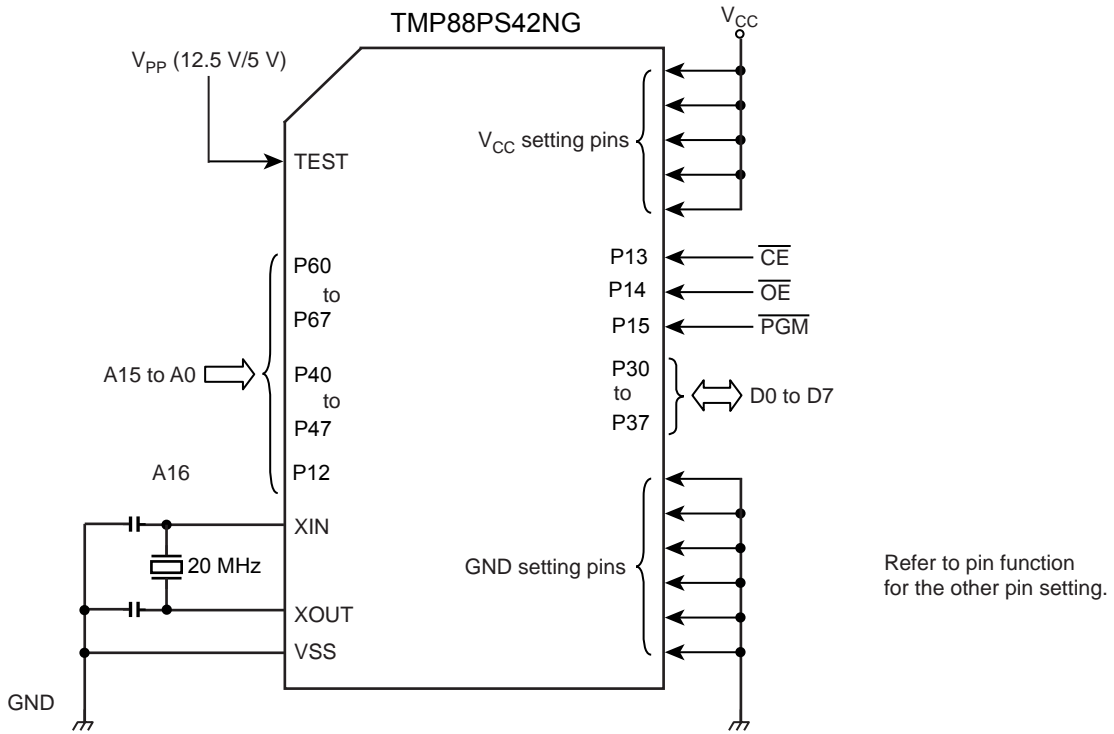 TMP88PS42NG
VCC
VPP (12.5 V/5 V)
VCC setting pins
TEST
P13
CE
P60
to
P67
P14
OE
P15
PGM
A15 to A0
P40
to
P47
P30
to
P37
D0 to D7
A16
P12
XIN
20 MHz
XOUT
VSS
GND
GND setting pins
Refer to pin function
for the other pin setting.